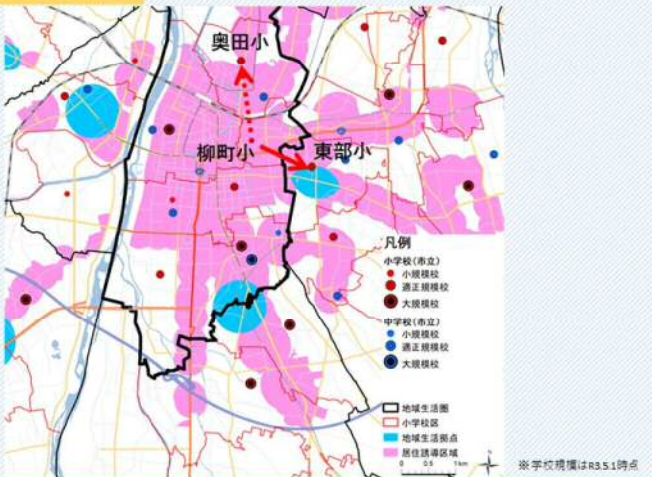 奥田小
柳町小
東部小
凡例
小学校(市立)
小規模校
適正規模校
大規模校
中学校(市立)
小規模校
適正規模校
大規模校
地域生活圏
小学校区
地域生活拠点
居住誘導区域
0 0.5 1km
※学校規模はR3.5.1時点